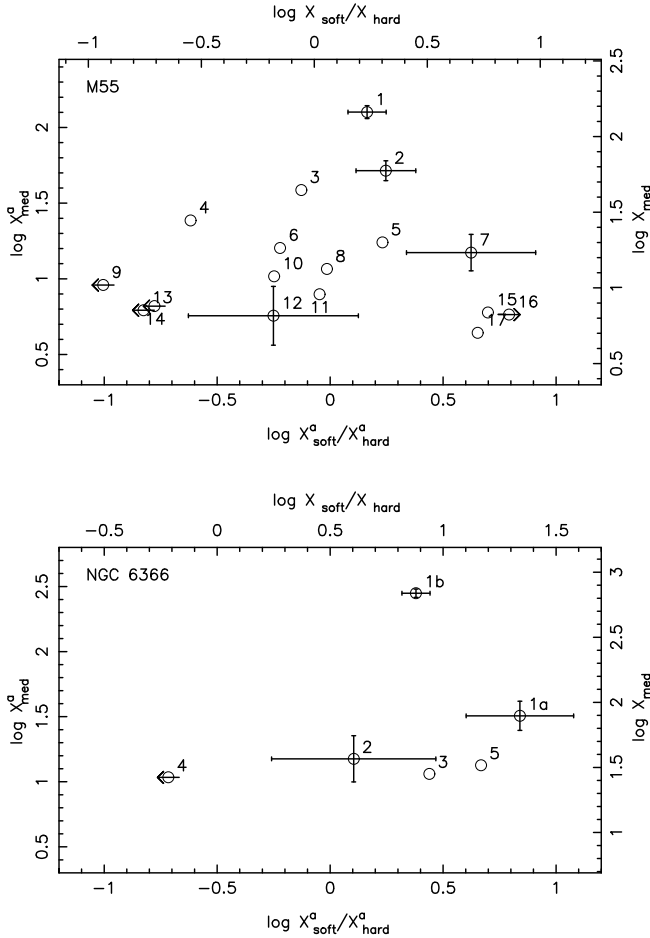 log X soft/X hard
−1 −0.5 0 0.5 1
M55
1
2
3
4
5
6
7
8
9
10
11
12
13
14
15
16
17
2
1.5
1
0.5
log X^a_med
2.5
2
1.5
1
0.5
0
log X_med
−1 −0.5 0 0.5 1
log X^a_soft/X^a_hard
log X soft/X hard
−0.5 0 0.5 1 1.5
NGC 6366
1b
1a
2
3
5
4
2.5
2
1.5
1
0.5
log X^a_med
3
2.5
2
1.5
1
log X_med
−1 −0.5 0 0.5 1
log X^a_soft/X^a_hard